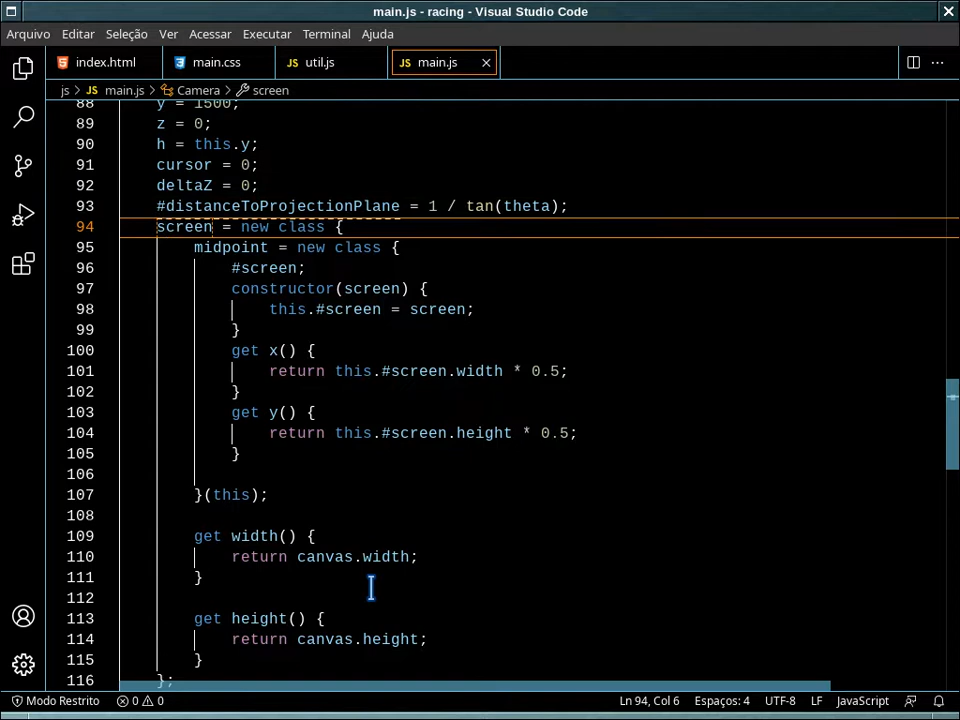 main.js - racing - Visual Studio Code
Arquivo Editar Seleção Ver Acessar Executar Terminal Ajuda
index.html main.css JS util.js JS main.js
js > JS main.js > Camera > screen
88 y = 1500;
89 z = 0;
90 h = this.y;
91 cursor = 0;
92 deltaZ = 0;
93 #distanceToProjectionPlane = 1 / tan(theta);
94 screen = new class {
95 midpoint = new class {
96 #screen;
97 constructor(screen) {
98 this.#screen = screen;
99 }
100 get x() {
101 return this.#screen.width * 0.5;
102 }
103 get y() {
104 return this.#screen.height * 0.5;
105 }
106
107 }(this);
108
109 get width() {
110 return canvas.width;
111 }
112
113 get height() {
114 return canvas.height;
115 }
116 };
Modo Restrito 0 0 Ln 94, Col 6 Espaços: 4 UTF-8 LF JavaScript